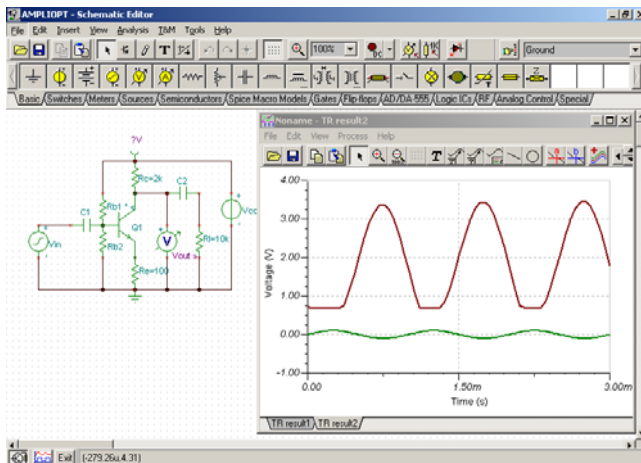 AMPLIOPT - Schematic Editor
File Edit Insert View Analysis T&M Tools Help
100% Ground
Basic Switches Meters Sources Semiconductors Spice Macro Models Gates Flip-flops AD/DA-555 Logic ICs RF Analog Control Special
Noname - TR result2
File Edit View Process Help
?V
Rc=2k
C2
Rb1
C1
Q1
Vin
Rb2
V
Vout
Rl=10k
Vcc
Re=100
4.00
3.00
2.00
1.00
0.00
-1.00
Voltage (V)
0.00 1.50m 3.00m
Time (s)
TR result1 TR result2
Exit (-279.26u,4.31)